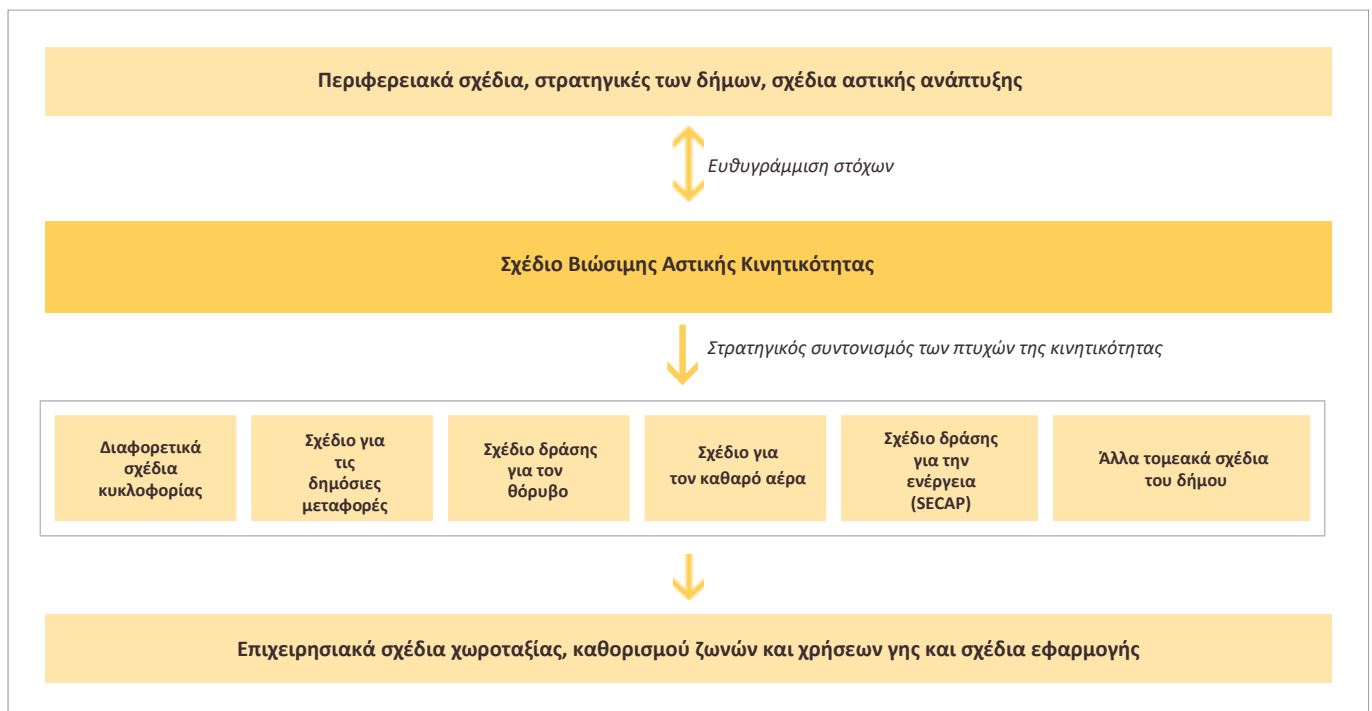 Περιφερειακά σχέδια, στρατηγικές των δήμων, σχέδια αστικής ανάπτυξης
Ευθυγράμμιση στόχων
Σχέδιο Βιώσιμης Αστικής Κινητικότητας
Στρατηγικός συντονισμός των πτυχών της κινητικότητας
Διαφορετικά
σχέδια
κυκλοφορίας
Σχέδιο για
τις
δημόσιες
μεταφορές
Σχέδιο δράσης
για τον
θόρυβο
Σχέδιο για
τον καθαρό αέρα
Σχέδιο δράσης
για την
ενέργεια
(SECAP)
Άλλα τομεακά σχέδια
του δήμου
Επιχειρησιακά σχέδια χωροταξίας, καθορισμού ζωνών και χρήσεων γης και σχέδια εφαρμογής